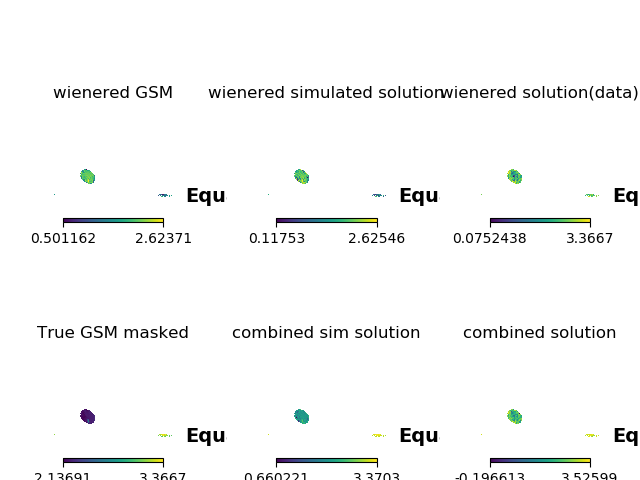 wienered GSM wienered simulated solution wienered solution(data)
Equ Equ Eq
0.501162 2.62371 0.11753 2.62546 0.0752438 3.3667
True GSM masked combined sim solution combined solution
Equ Equ Eq
2.13691 3.3667 0.660221 3.3703 -0.196613 3.52599